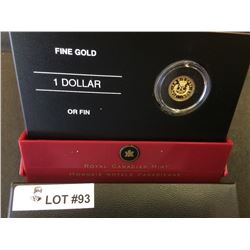 FINE GOLD
1 DOLLAR
OR FIN
ROYAL CANADIAN MINT
MONNAIE ROYALE CANADIENNE
LOT #93